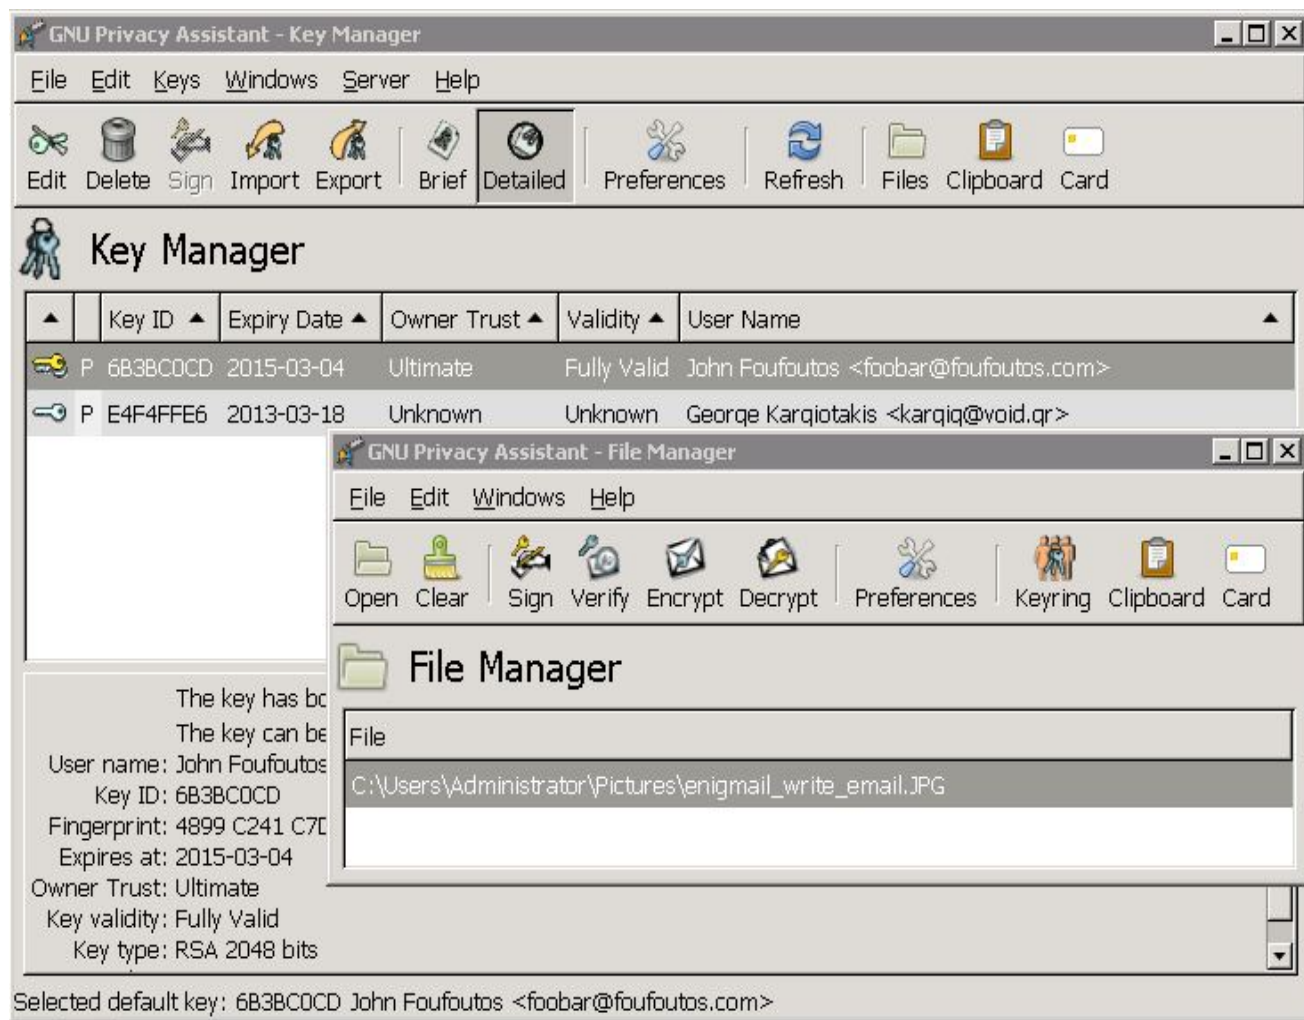 GNU Privacy Assistant - Key Manager
File Edit Keys Windows Server Help
Edit Delete Sign Import Export Brief Detailed Preferences Refresh Files Clipboard Card
Key Manager
Key ID Expiry Date Owner Trust Validity User Name
P 6B3BC0CD 2015-03-04 Ultimate Fully Valid John Foufoutos <foobar@foufoutos.com>
P E4F4FFE6 2013-03-18 Unknown Unknown George Kargiotakis <kargig@void.gr>
GNU Privacy Assistant - File Manager
File Edit Windows Help
Open Clear Sign Verify Encrypt Decrypt Preferences Keyring Clipboard Card
File Manager
File
C:\Users\Administrator\Pictures\enigmail_write_email.JPG
The key has bo
The key can be
User name: John Foufoutos
Key ID: 6B3BC0CD
Fingerprint: 4899 C241 C7D
Expires at: 2015-03-04
Owner Trust: Ultimate
Key validity: Fully Valid
Key type: RSA 2048 bits
Selected default key: 6B3BC0CD John Foufoutos <foobar@foufoutos.com>